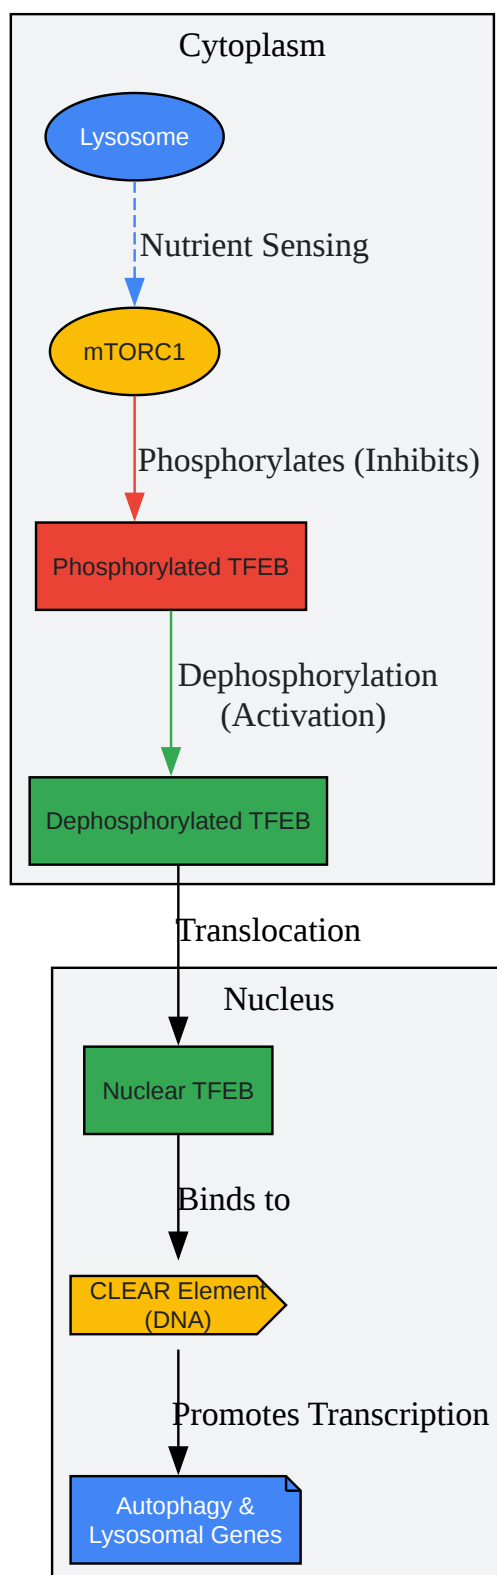 Cytoplasm
Lysosome
Nutrient Sensing
mTORC1
Phosphorylates (Inhibits)
Phosphorylated TFEB
Dephosphorylation
(Activation)
Dephosphorylated TFEB
Translocation
Nucleus
Nuclear TFEB
Binds to
CLEAR Element
(DNA)
Promotes Transcription
Autophagy &
Lysosomal Genes